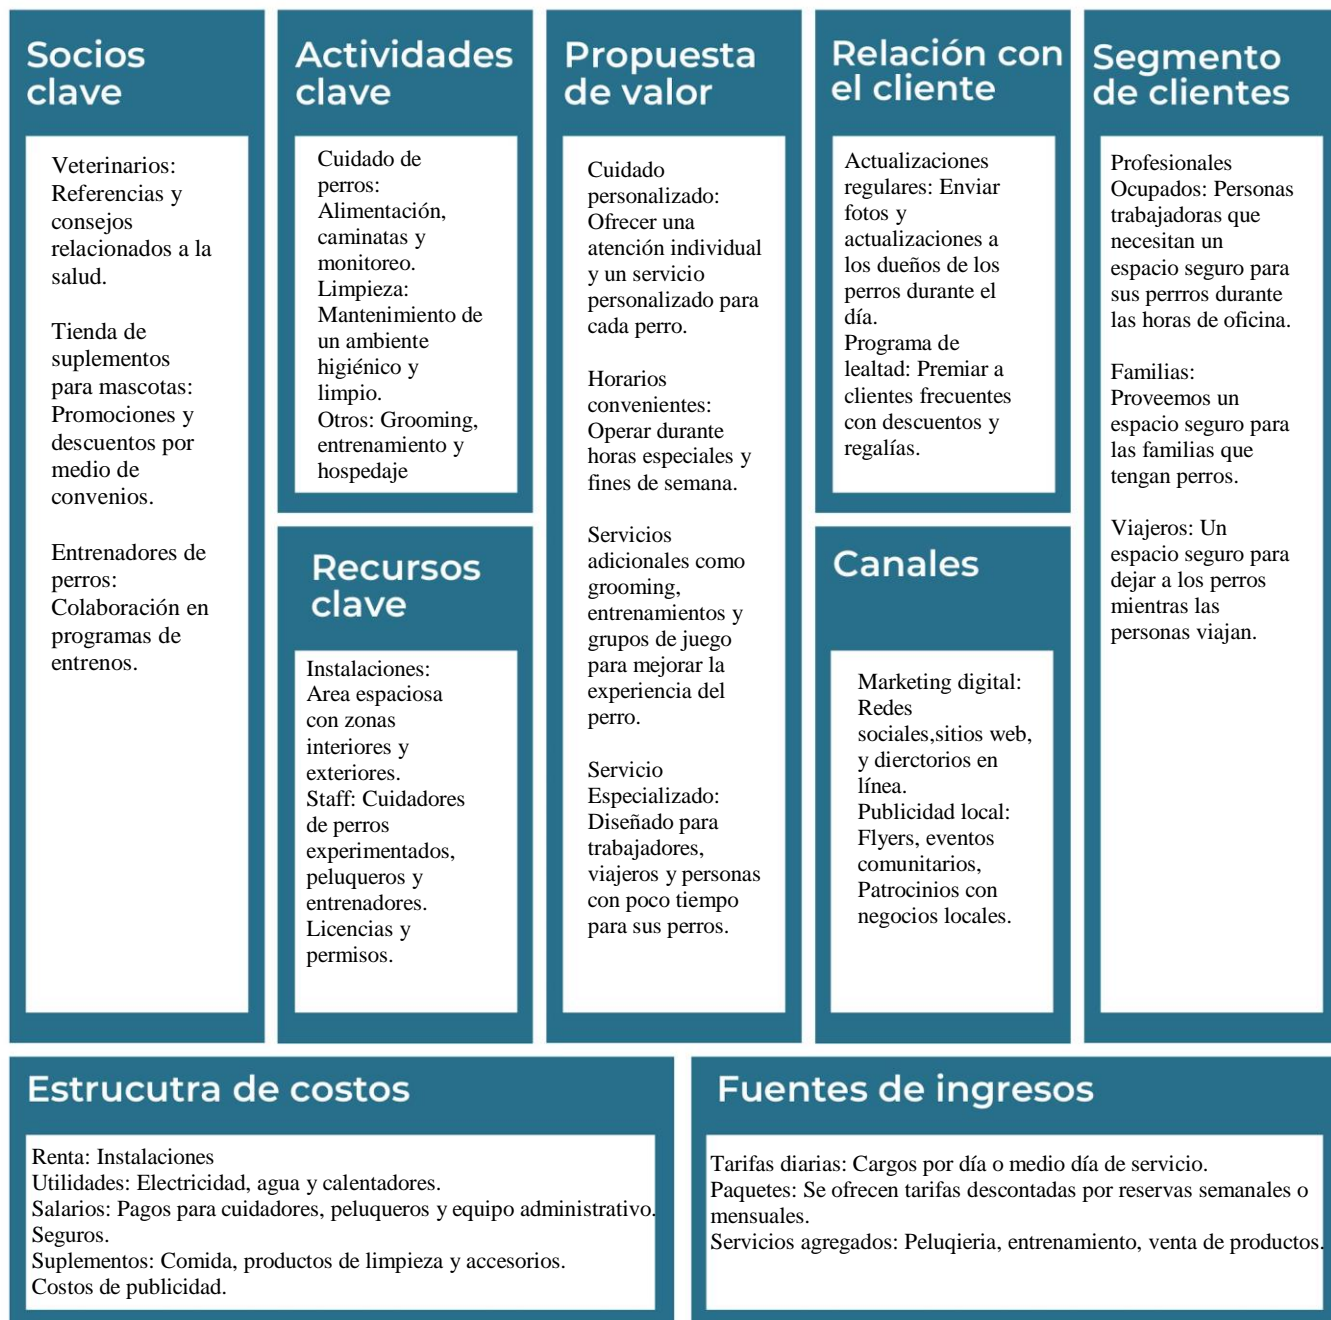 Socios
clave
Veterinarios:
Referencias y
consejos
relacionados a la
salud.
Tienda de
suplementos
para mascotas:
Promociones y
descuentos por
medio de
convenios.
Entrenadores de
perros:
Colaboración en
programas de
entrenos.
Actividades
clave
Cuidado de
perros:
Alimentación,
caminatas y
monitoreo.
Limpieza:
Mantenimiento de
un ambiente
higiénico y
limpio.
Otros: Grooming,
entrenamiento y
hospedaje
Recursos
clave
Instalaciones:
Area espaciosa
con zonas
interiores y
exteriores.
Staff: Cuidadores
de perros
experimentados,
peluqueros y
entrenadores.
Licencias y
permisos.
Propuesta
de valor
Cuidado
personalizado:
Ofrecer una
atención individual
y un servicio
personalizado para
cada perro.
Horarios
convenientes:
Operar durante
horas especiales y
fines de semana.
Servicios
adicionales como
grooming,
entrenamientos y
grupos de juego
para mejorar la
experiencia del
perro.
Servicio
Especializado:
Diseñado para
trabajadores,
viajeros y personas
con poco tiempo
para sus perros.
Relación con
el cliente
Actualizaciones
regulares: Enviar
fotos y
actualizaciones a
los dueños de los
perros durante el
día.
Programa de
lealtad: Premiar a
clientes frecuentes
con descuentos y
regalías.
Canales
Marketing digital:
Redes
sociales,sitios web,
y dierctorios en
línea.
Publicidad local:
Flyers, eventos
comunitarios,
Patrocinios con
negocios locales.
Segmento
de clientes
Profesionales
Ocupados: Personas
trabajadoras que
necesitan un
espacio seguro para
sus perrros durante
las horas de oficina.
Familias:
Proveemos un
espacio seguro para
las familias que
tengan perros.
Viajeros: Un
espacio seguro para
dejar a los perros
mientras las
personas viajan.
Estrucutra de costos
Renta: Instalaciones
Utilidades: Electricidad, agua y calentadores.
Salarios: Pagos para cuidadores, peluqueros y equipo administrativo.
Seguros.
Suplementos: Comida, productos de limpieza y accesorios.
Costos de publicidad.
Fuentes de ingresos
Tarifas diarias: Cargos por día o medio día de servicio.
Paquetes: Se ofrecen tarifas descontadas por reservas semanales o
mensuales.
Servicios agregados: Peluqieria, entrenamiento, venta de productos.